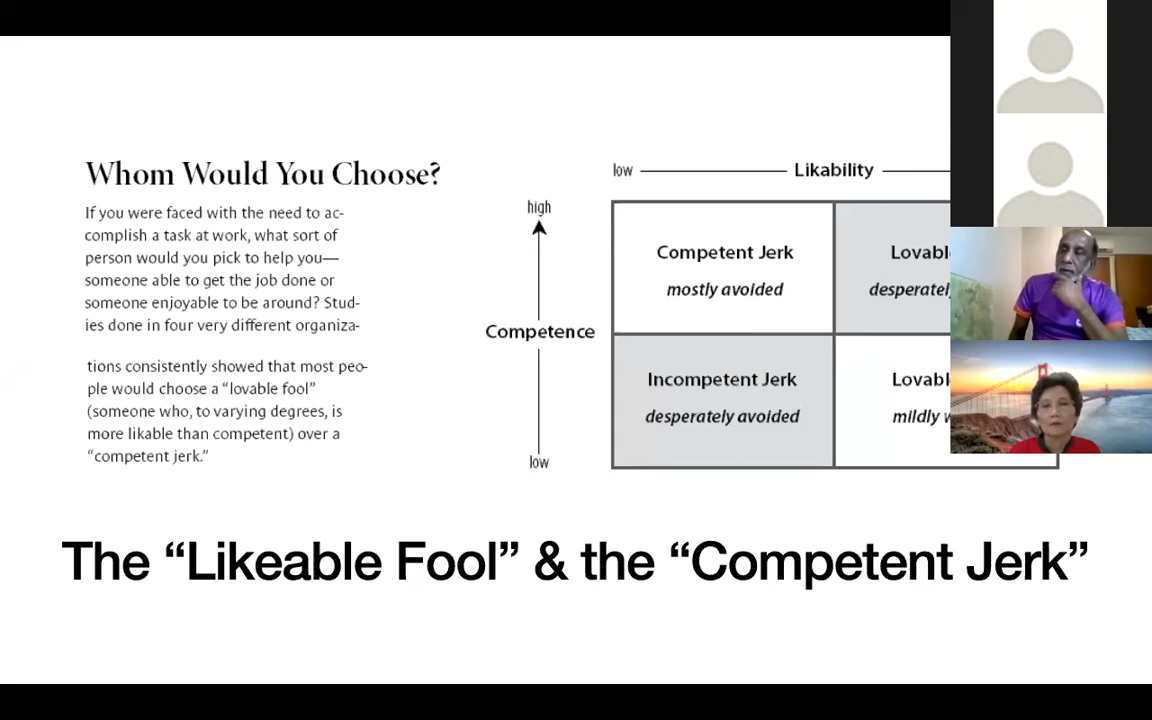 Whom Would You Choose?
If you were faced with the need to ac-
complish a task at work, what sort of
person would you pick to help you—
someone able to get the job done or
someone enjoyable to be around? Stud-
ies done in four very different organiza-
tions consistently showed that most peo-
ple would choose a “lovable fool”
(someone who, to varying degrees, is
more likable than competent) over a
“competent jerk.”
low
Likability
high
Competence
low
Competent Jerk
mostly avoided
Incompetent Jerk
desperately avoided
mildly
The “Likeable Fool” & the “Competent Jerk”